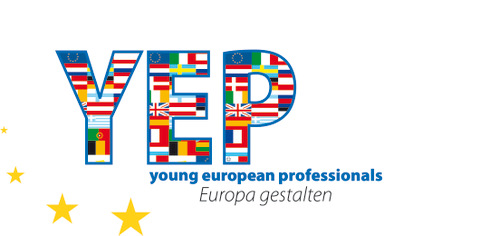 YEP
young european professionals
Europa gestalten